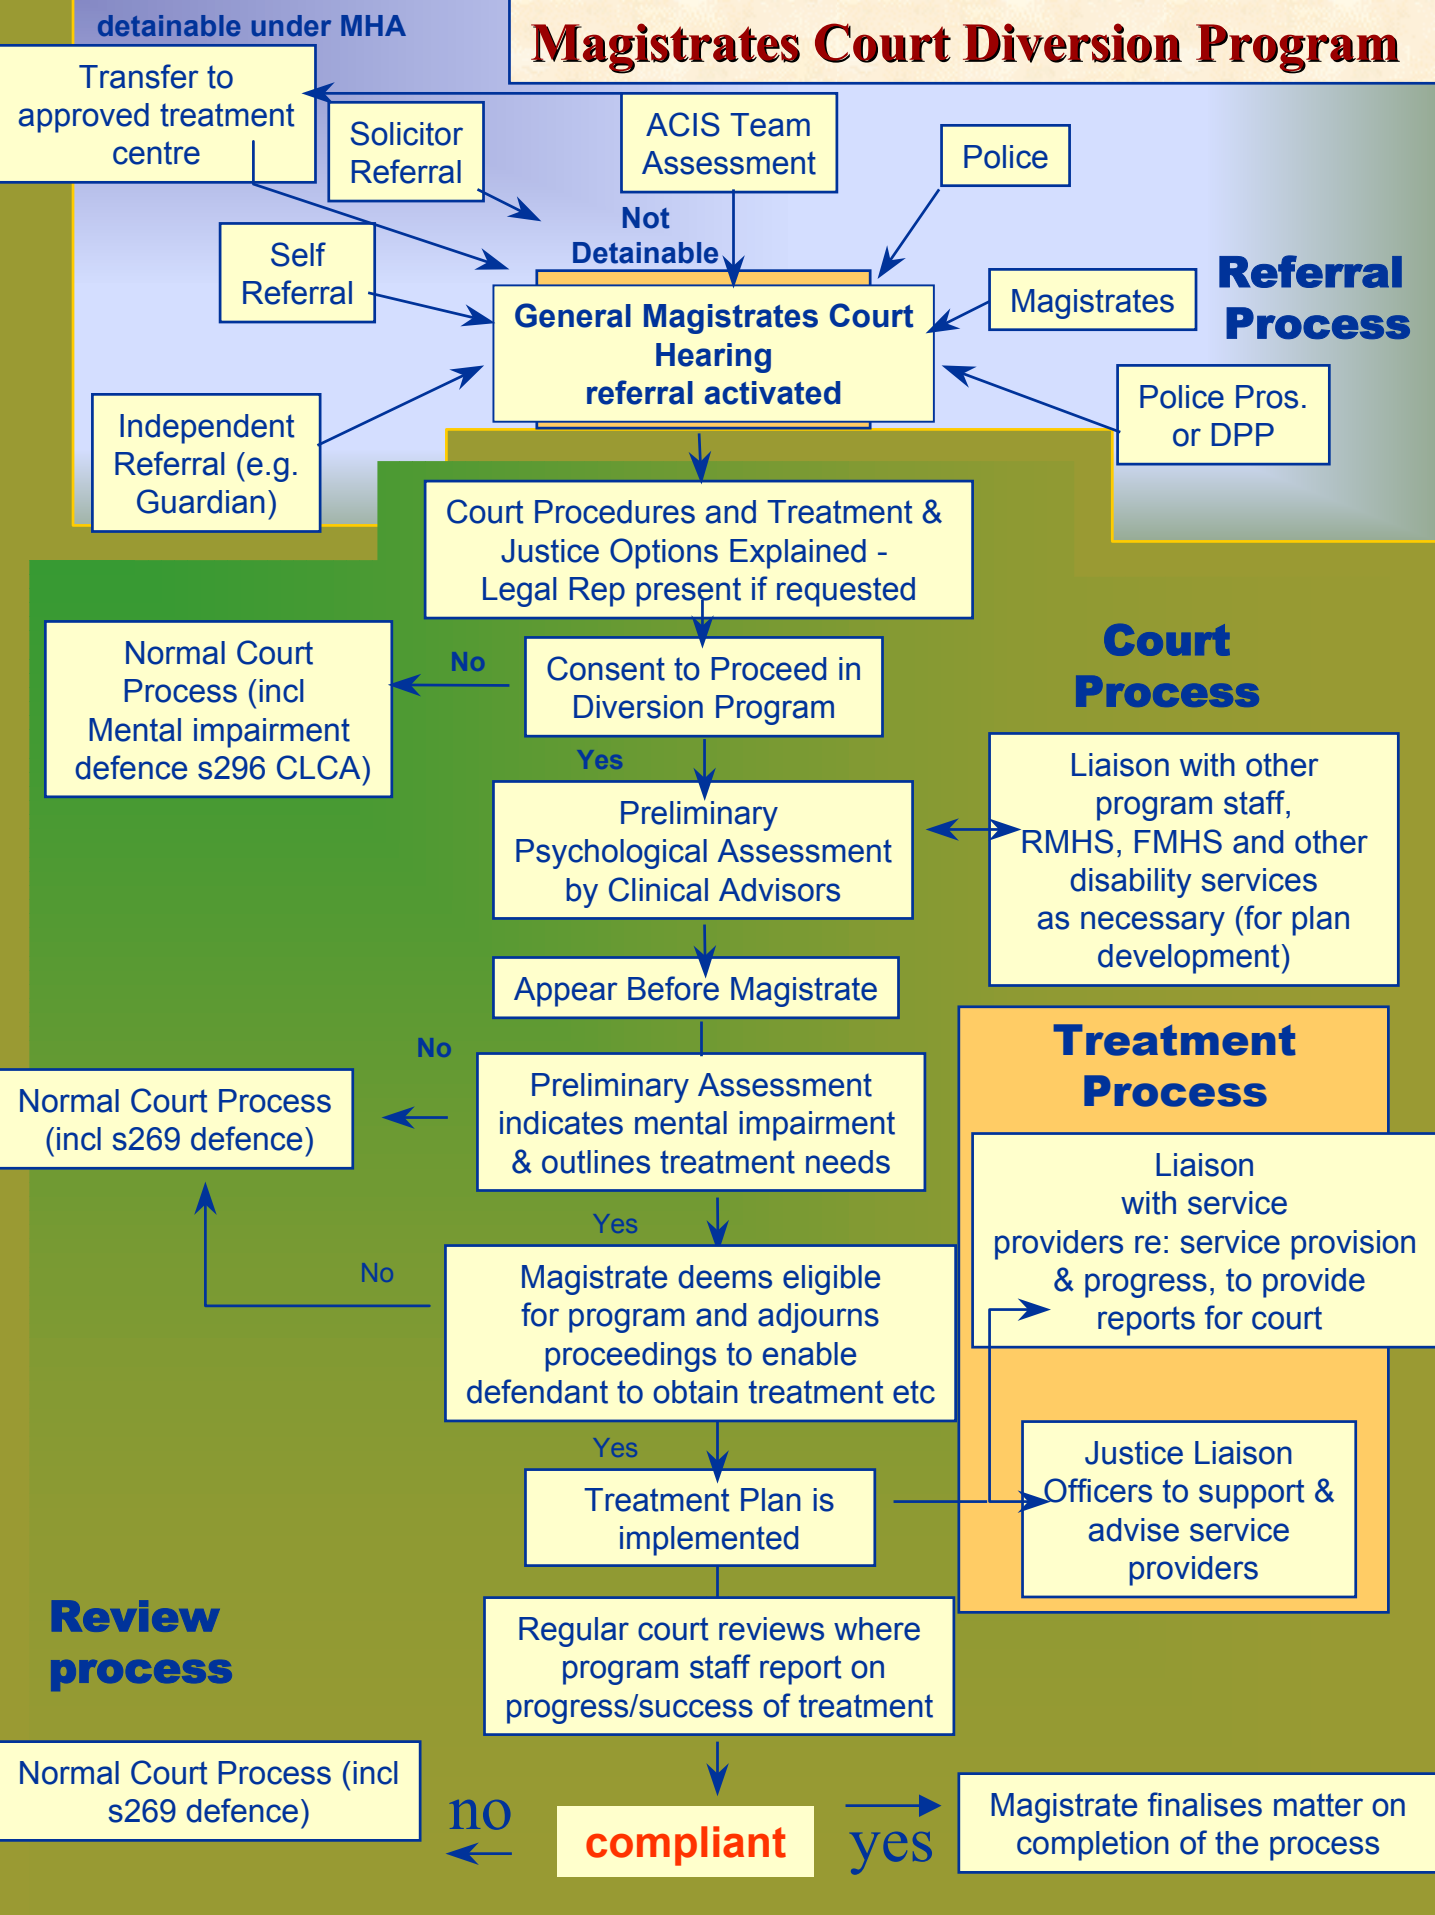 detainable under MHA
Magistrates Court Diversion Program
Transfer to
approved treatment
centre
Solicitor
Referral
ACIS Team
Assessment
Police
Not
Detainable
Self
Referral
Magistrates
Referral
Process
General Magistrates Court
Hearing
referral activated
Independent
Referral (e.g.
Guardian)
Police Pros.
or DPP
Court Procedures and Treatment &
Justice Options Explained -
Legal Rep present if requested
Court
Process
Normal Court
Process (incl
Mental impairment
defence s296 CLCA)
No
Consent to Proceed in
Diversion Program
Yes
Preliminary
Psychological Assessment
by Clinical Advisors
Liaison with other
program staff,
RMHS, FMHS and other
disability services
as necessary (for plan
development)
Appear Before Magistrate
Treatment
Process
No
Normal Court Process
(incl s269 defence)
Preliminary Assessment
indicates mental impairment
& outlines treatment needs
Liaison
with service
providers re: service provision
& progress, to provide
reports for court
Yes
No
Magistrate deems eligible
for program and adjourns
proceedings to enable
defendant to obtain treatment etc
Yes
Treatment Plan is
implemented
Justice Liaison
Officers to support &
advise service
providers
Review
process
Regular court reviews where
program staff report on
progress/success of treatment
Normal Court Process (incl
s269 defence)
no
compliant
yes
Magistrate finalises matter on
completion of the process